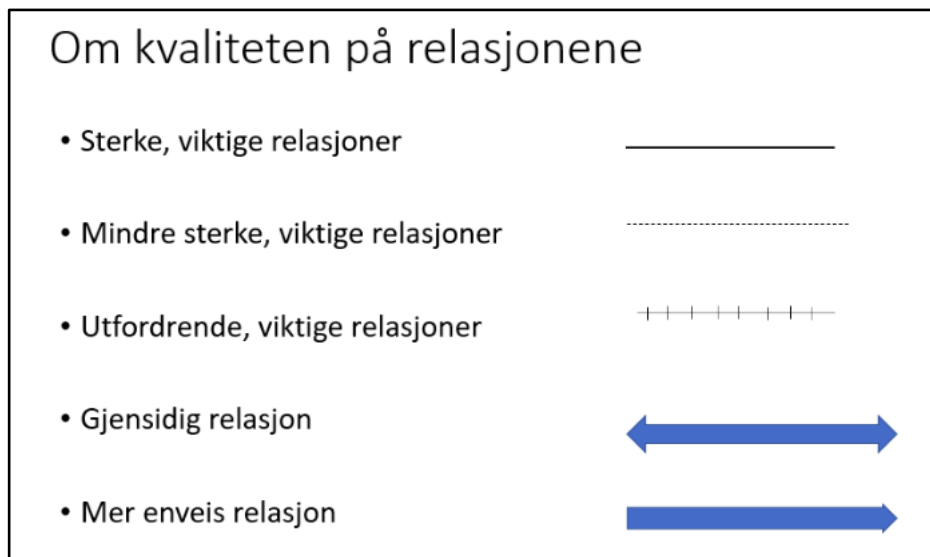 Om kvaliteten på relasjonene
• Sterke, viktige relasjoner
• Mindre sterke, viktige relasjoner
• Utfordrende, viktige relasjoner
• Gjensidig relasjon
• Mer enveis relasjon